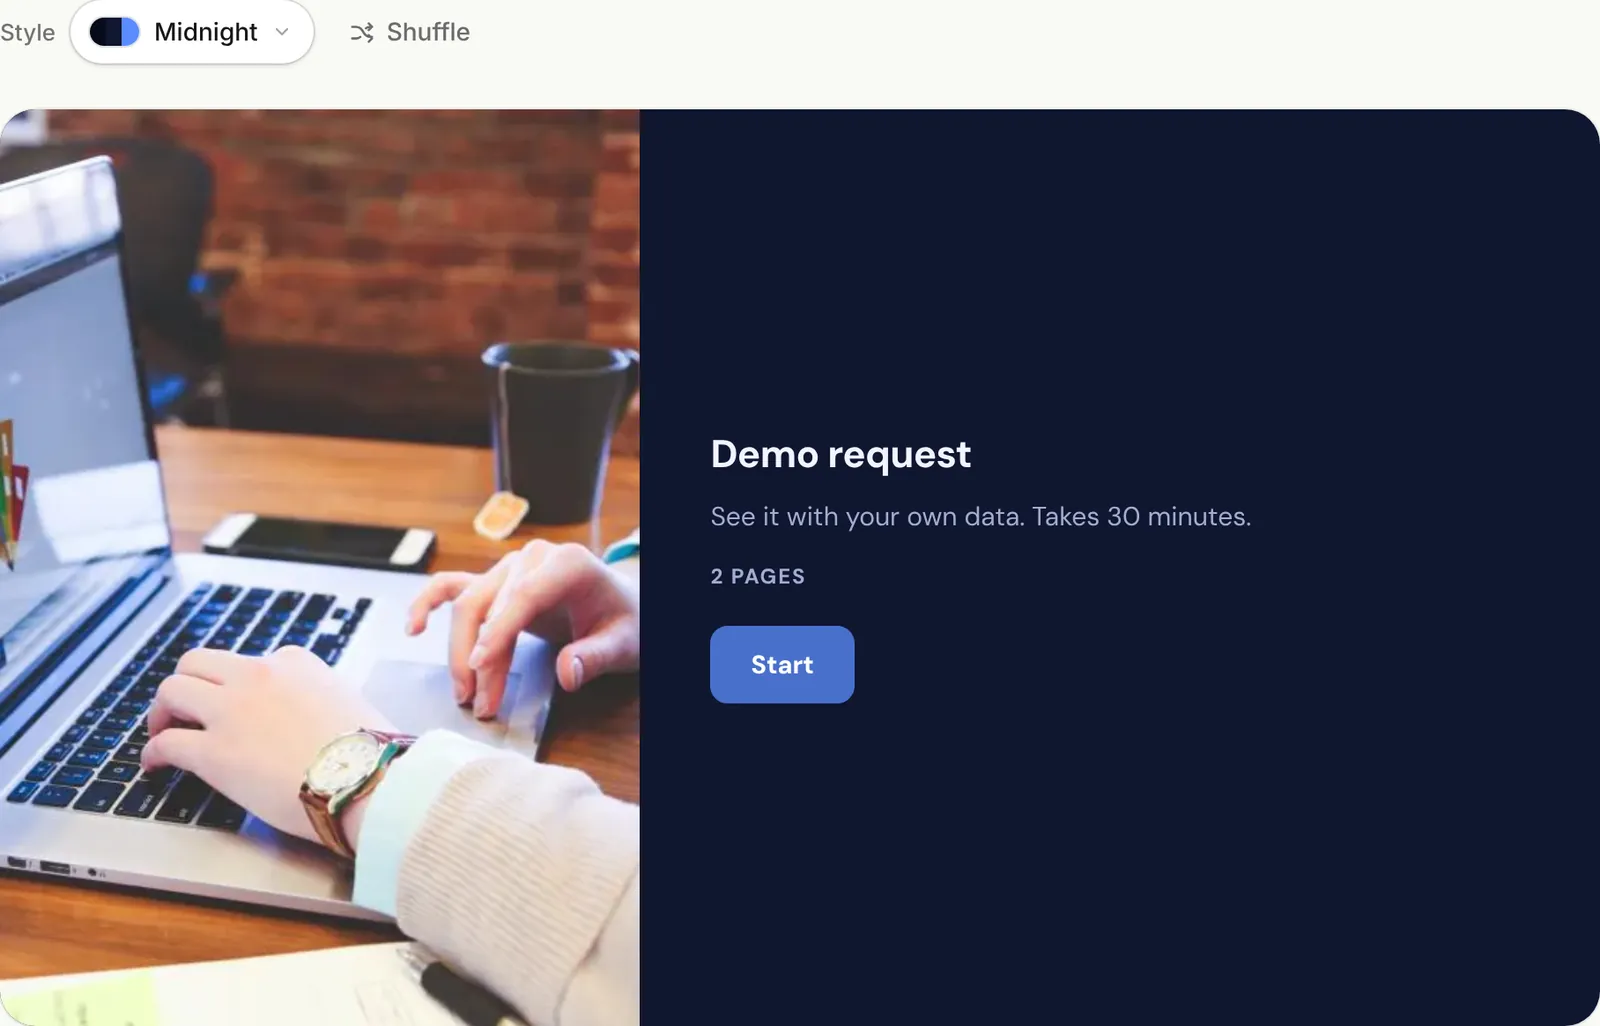 Style
Midnight
Shuffle
Demo request
See it with your own data. Takes 30 minutes.
2 PAGES
Start